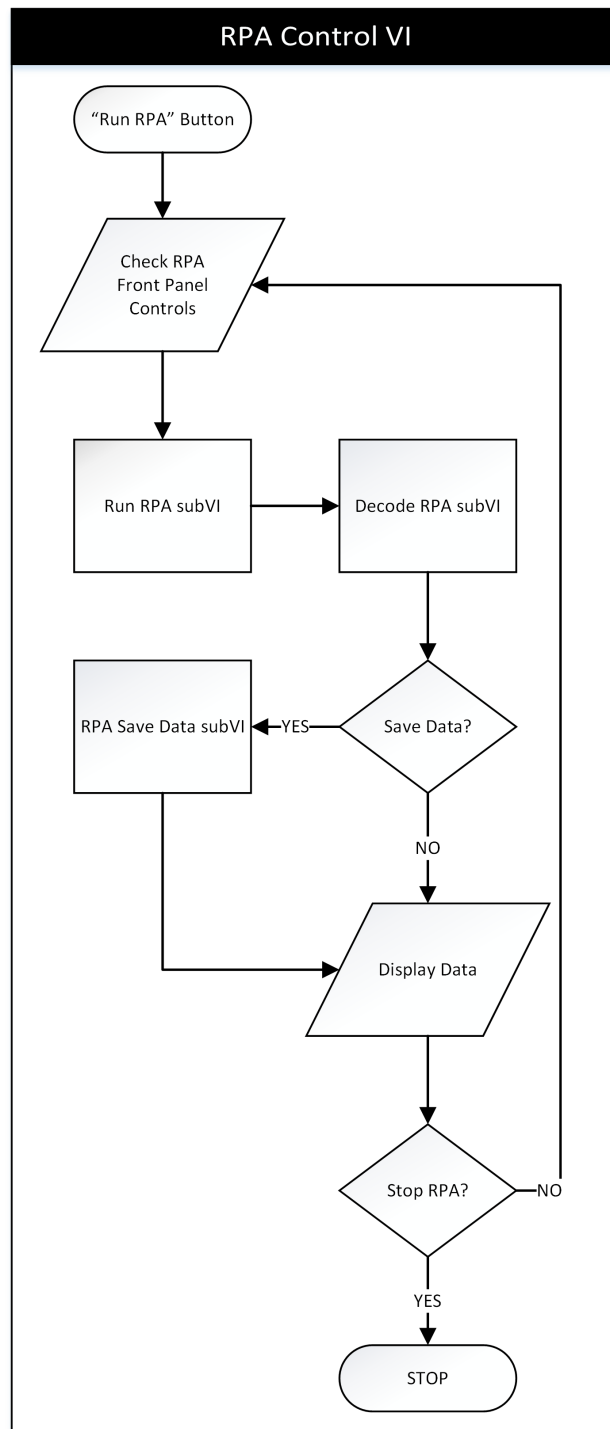 RPA Control VI
“Run RPA” Button
Check RPA
Front Panel
Controls
Run RPA subVI
Decode RPA subVI
RPA Save Data subVI
YES
Save Data?
NO
Display Data
Stop RPA?
NO
YES
STOP